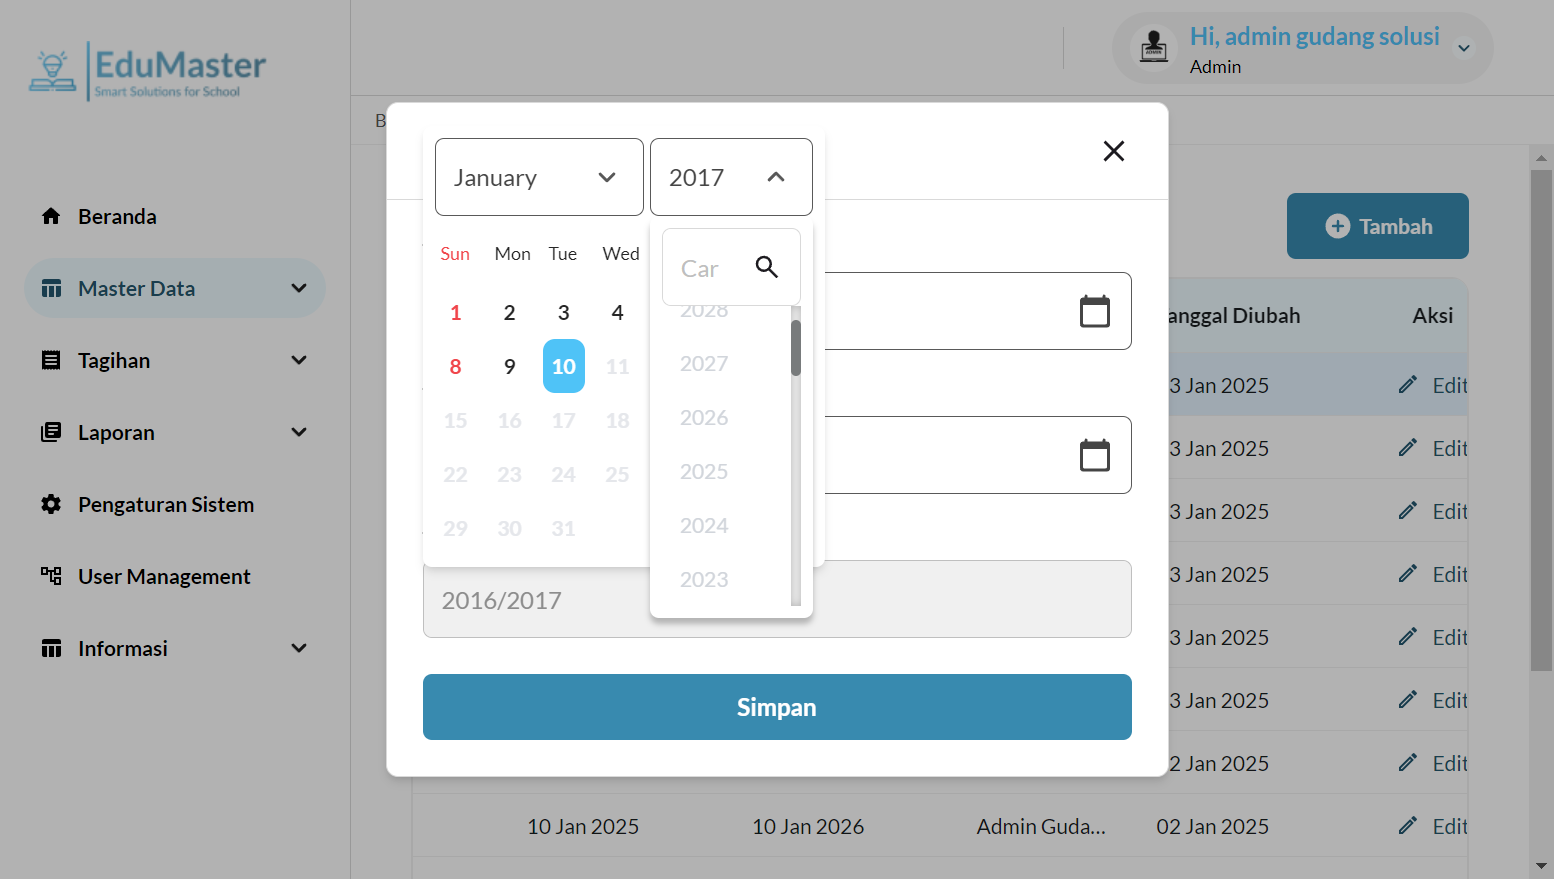 EduMaster
Smart Solutions for School
Hi, admin gudang solusi
Admin
B
January
2017
Beranda
Master Data
Tagihan
Laporan
Pengaturan Sistem
User Management
Informasi
Tambah
Sun Mon Tue Wed
1 2 3 4
8 9 10 11
15 16 17 18
22 23 24 25
29 30 31
Car
2028
2027
2026
2025
2024
2023
2016/2017
Simpan
anggal Diubah Aksi
3 Jan 2025 Edit
3 Jan 2025 Edit
3 Jan 2025 Edit
3 Jan 2025 Edit
3 Jan 2025 Edit
3 Jan 2025 Edit
2 Jan 2025 Edit
10 Jan 2025 10 Jan 2026 Admin Guda... 02 Jan 2025 Edit